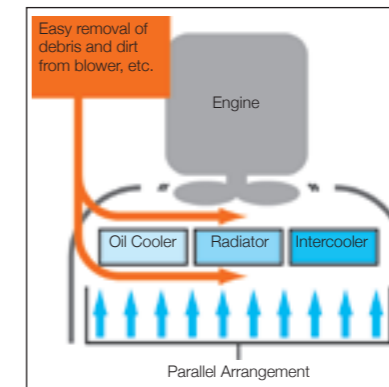 Easy removal of
debris and dirt
from blower, etc.
Engine
Oil Cooler
Radiator
Intercooler
Parallel Arrangement